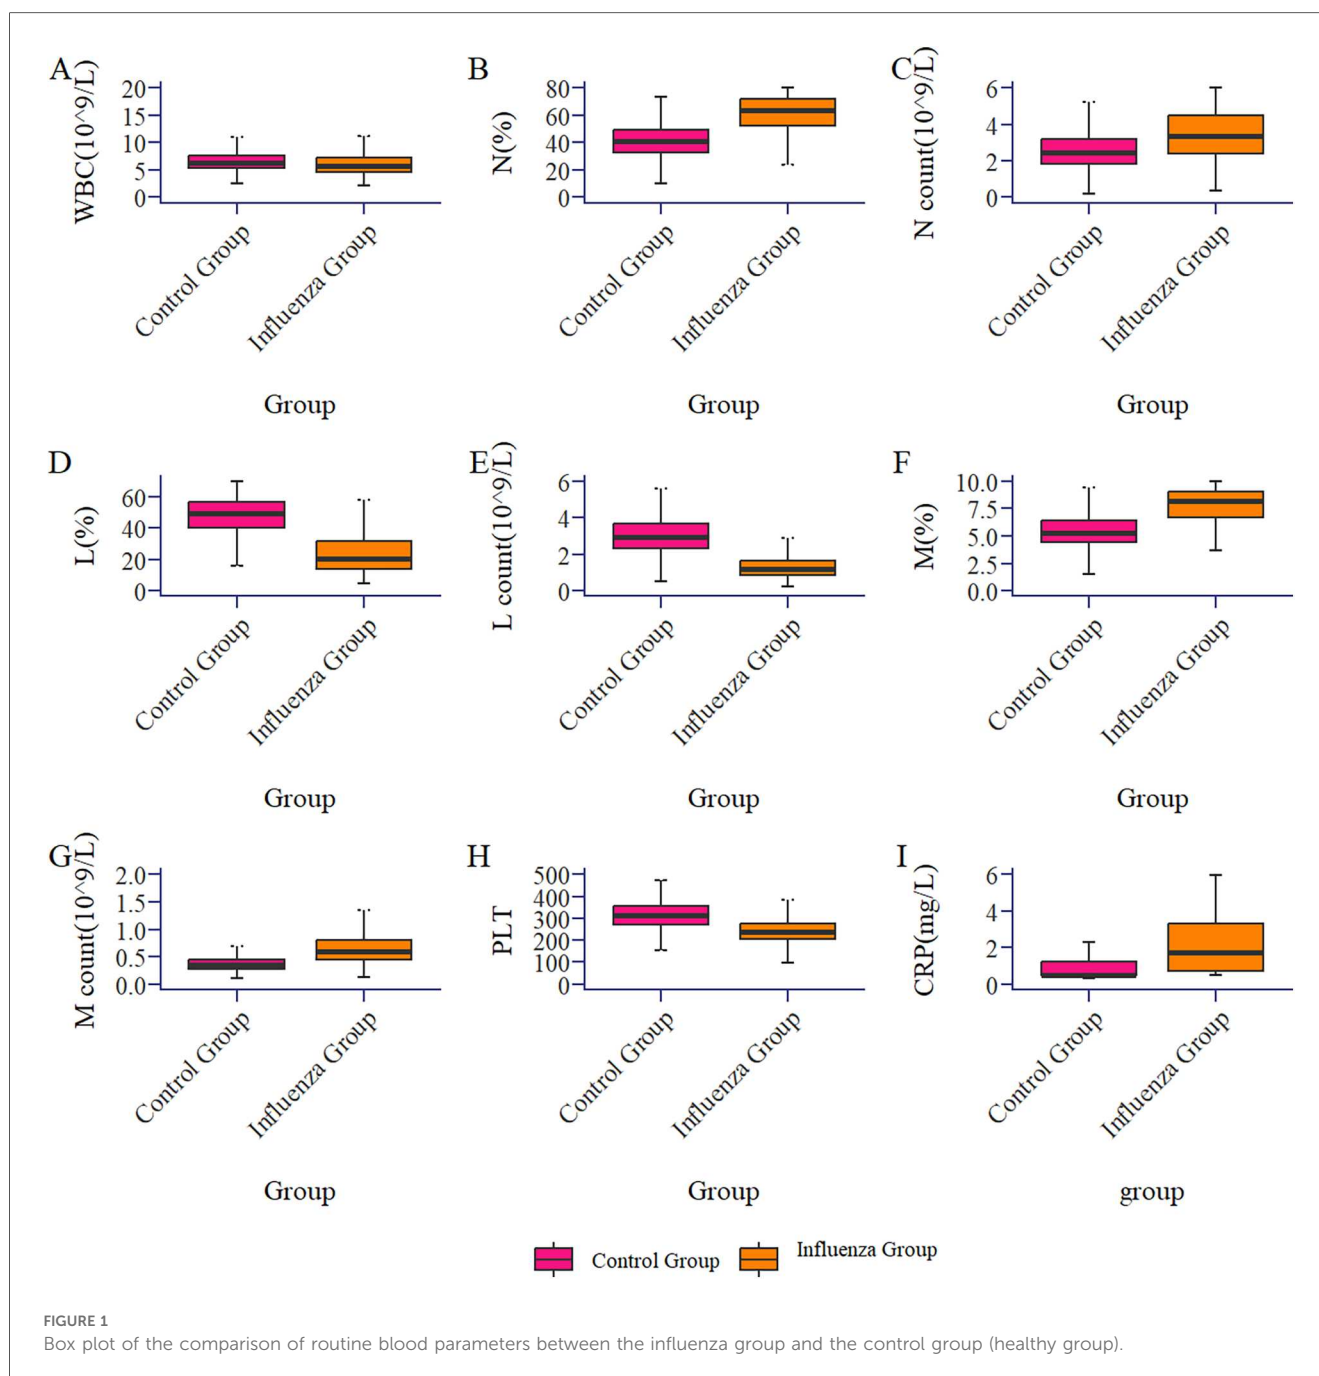 A
WBC(10^9/L)
20
15
10
5
0
Control Group
Influenza Group
Group
B
N(%)
80
60
40
20
0
Control Group
Influenza Group
Group
C
N count(10^9/L)
6
4
2
0
Control Group
Influenza Group
Group
D
L(%)
60
40
20
0
Control Group
Influenza Group
Group
E
L count(10^9/L)
6
4
2
0
Control Group
Influenza Group
Group
F
M(%)
10.0
7.5
5.0
2.5
0.0
Control Group
Influenza Group
Group
G
M count(10^9/L)
2.0
1.5
1.0
0.5
0.0
Control Group
Influenza Group
Group
H
PLT
500
400
300
200
100
0
Control Group
Influenza Group
Group
I
CRP(mg/L)
6
4
2
0
Control Group
Influenza Group
group
Control Group
Influenza Group
FIGURE 1
Box plot of the comparison of routine blood parameters between the influenza group and the control group (healthy group).